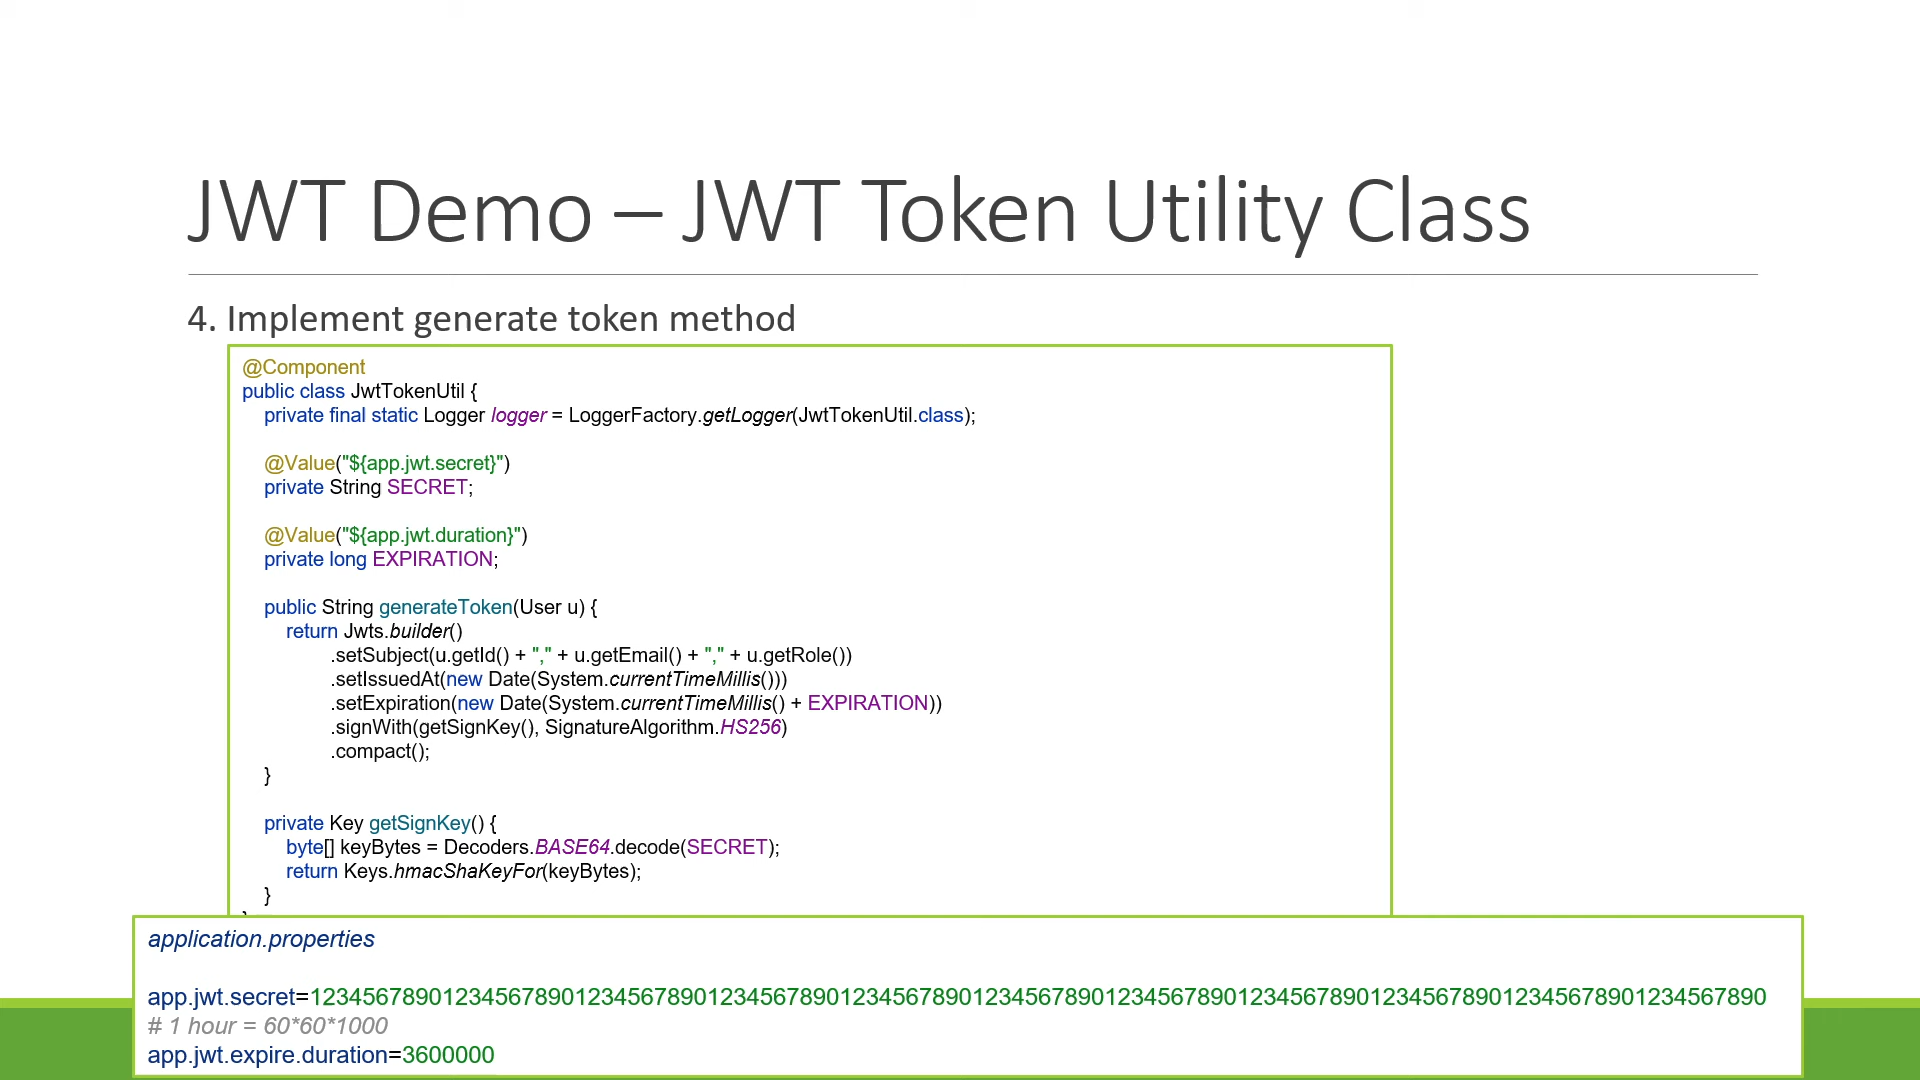 JWT Demo – JWT Token Utility Class
4. Implement generate token method
@Component
public class JwtTokenUtil {
private final static Logger logger = LoggerFactory.getLogger(JwtTokenUtil.class);
@Value("${app.jwt.secret}")
private String SECRET;
@Value("${app.jwt.duration}")
private long EXPIRATION;
public String generateToken(User u) {
return Jwts.builder()
.setSubject(u.getId() + "," + u.getEmail() + "," + u.getRole())
.setIssuedAt(new Date(System.currentTimeMillis()))
.setExpiration(new Date(System.currentTimeMillis() + EXPIRATION))
.signWith(getSignKey(), SignatureAlgorithm.HS256)
.compact();
}
private Key getSignKey() {
byte[] keyBytes = Decoders.BASE64.decode(SECRET);
return Keys.hmacShaKeyFor(keyBytes);
}
application.properties
app.jwt.secret=12345678901234567890123456789012345678901234567890123456789012345678901234567890123456789012345678901234567890
# 1 hour = 60*60*1000
app.jwt.expire.duration=3600000